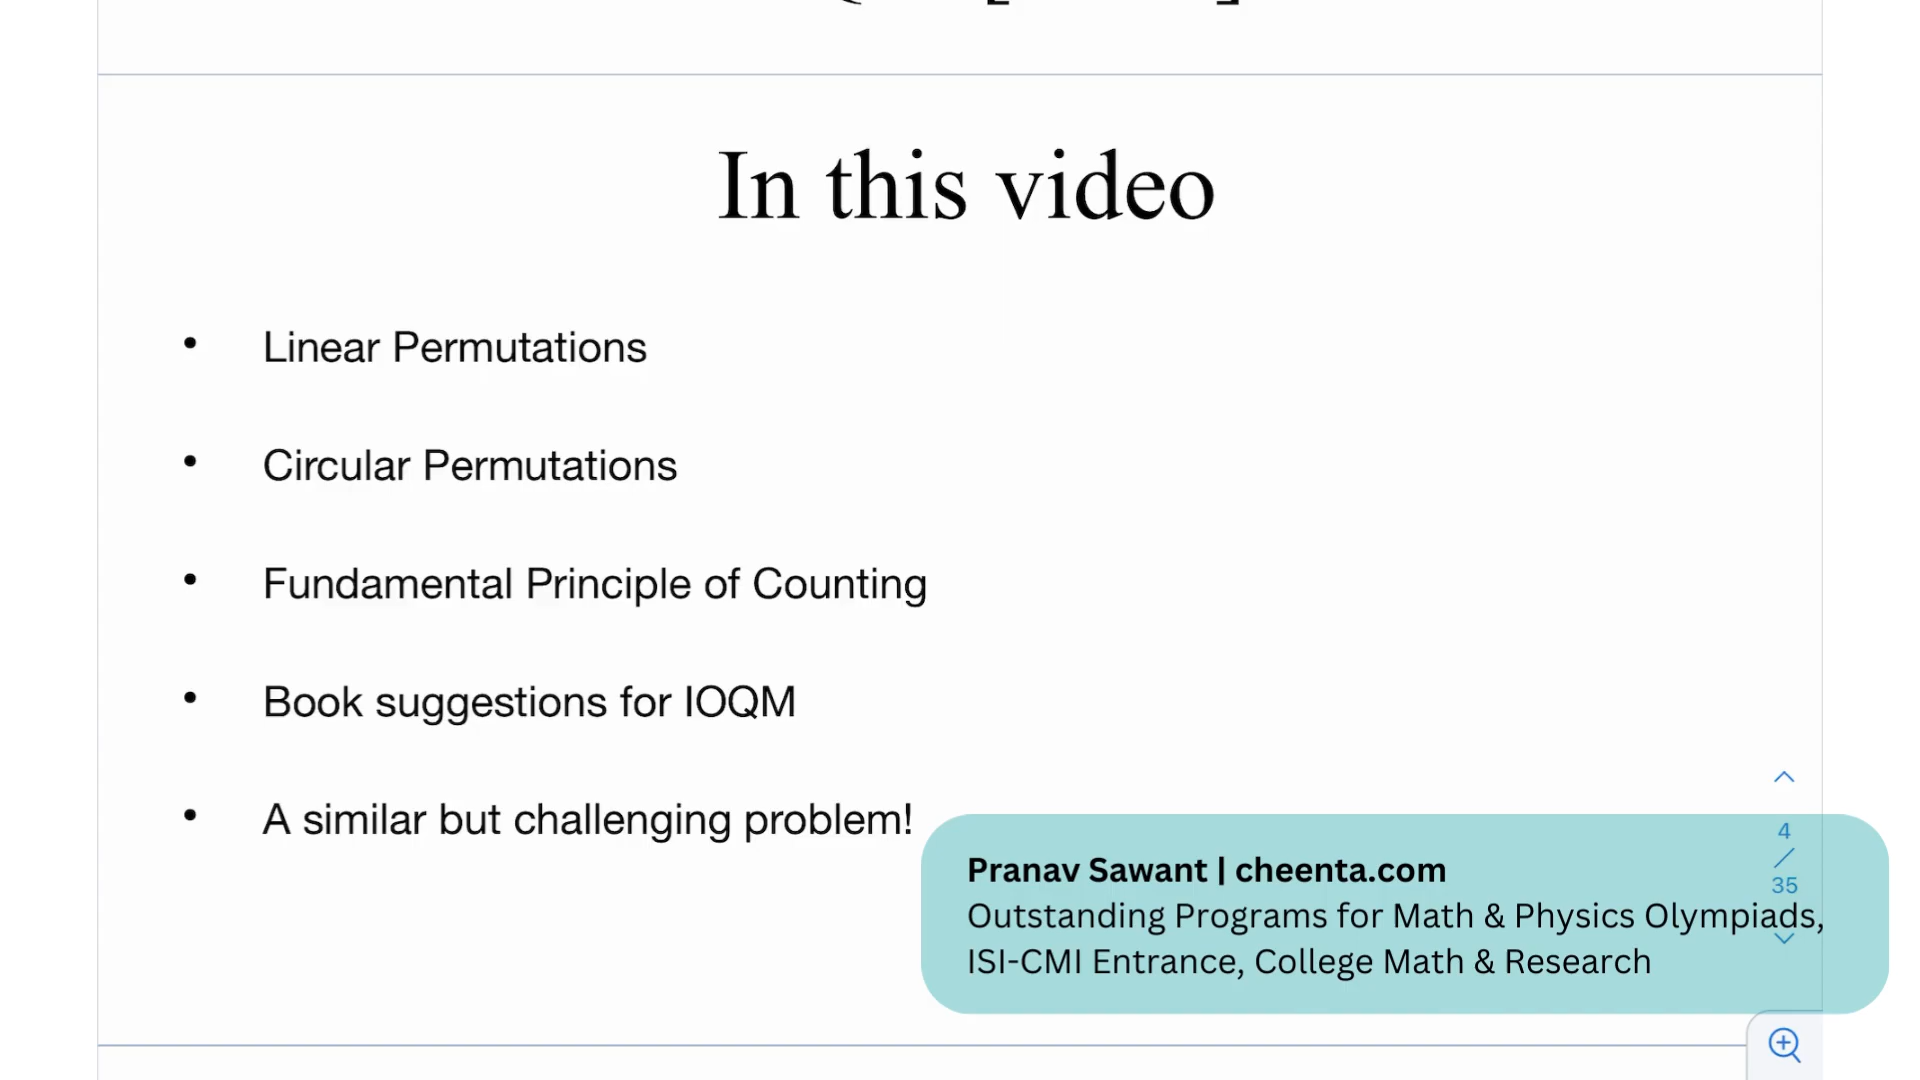 In this video
• Linear Permutations
• Circular Permutations
• Fundamental Principle of Counting
• Book suggestions for IOQM
• A similar but challenging problem!
4
/
35
Pranav Sawant | cheenta.com
Outstanding Programs for Math & Physics Olympiads,
ISI-CMI Entrance, College Math & Research